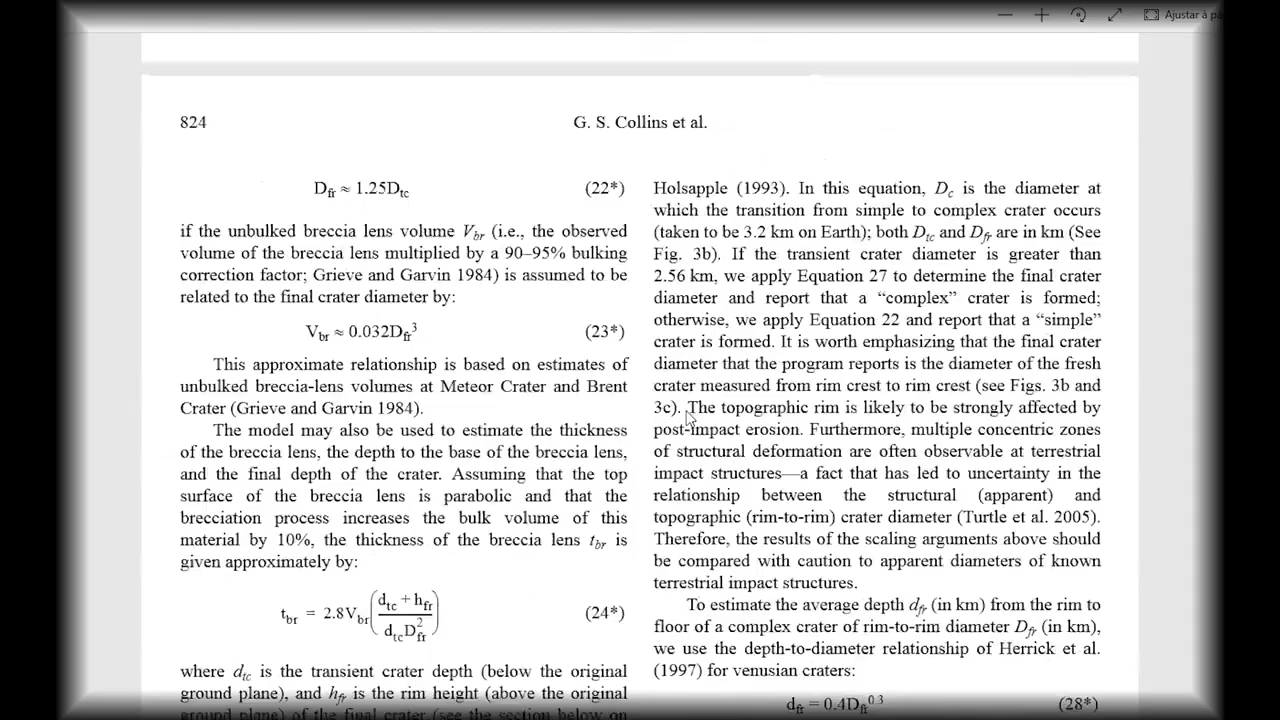 Ajustar à pá
824
G. S. Collins et al.
Dfr ≈ 1.25Dtc (22*)
if the unbulked breccia lens volume Vbr (i.e., the observed
volume of the breccia lens multiplied by a 90–95% bulking
correction factor; Grieve and Garvin 1984) is assumed to be
related to the final crater diameter by:
Vbr ≈ 0.032Dfr³ (23*)
This approximate relationship is based on estimates of
unbulked breccia-lens volumes at Meteor Crater and Brent
Crater (Grieve and Garvin 1984).
The model may also be used to estimate the thickness
of the breccia lens, the depth to the base of the breccia lens,
and the final depth of the crater. Assuming that the top
surface of the breccia lens is parabolic and that the
brecciation process increases the bulk volume of this
material by 10%, the thickness of the breccia lens tbr is
given approximately by:
tbr = 2.8Vbr((dtc + hfr)/(dtcDfr²)) (24*)
where dtc is the transient crater depth (below the original
ground plane), and hfr is the rim height (above the original
ground plane) of the final crater (see the section below on
Holsapple (1993). In this equation, Dc is the diameter at
which the transition from simple to complex crater occurs
(taken to be 3.2 km on Earth); both Dtc and Dfr are in km (See
Fig. 3b). If the transient crater diameter is greater than
2.56 km, we apply Equation 27 to determine the final crater
diameter and report that a “complex” crater is formed;
otherwise, we apply Equation 22 and report that a “simple”
crater is formed. It is worth emphasizing that the final crater
diameter that the program reports is the diameter of the fresh
crater measured from rim crest to rim crest (see Figs. 3b and
3c). The topographic rim is likely to be strongly affected by
post-impact erosion. Furthermore, multiple concentric zones
of structural deformation are often observable at terrestrial
impact structures—a fact that has led to uncertainty in the
relationship between the structural (apparent) and
topographic (rim-to-rim) crater diameter (Turtle et al. 2005).
Therefore, the results of the scaling arguments above should
be compared with caution to apparent diameters of known
terrestrial impact structures.
To estimate the average depth dfr (in km) from the rim to
floor of a complex crater of rim-to-rim diameter Dfr (in km),
we use the depth-to-diameter relationship of Herrick et al.
(1997) for venusian craters:
dfr = 0.4Dfr^0.3 (28*)